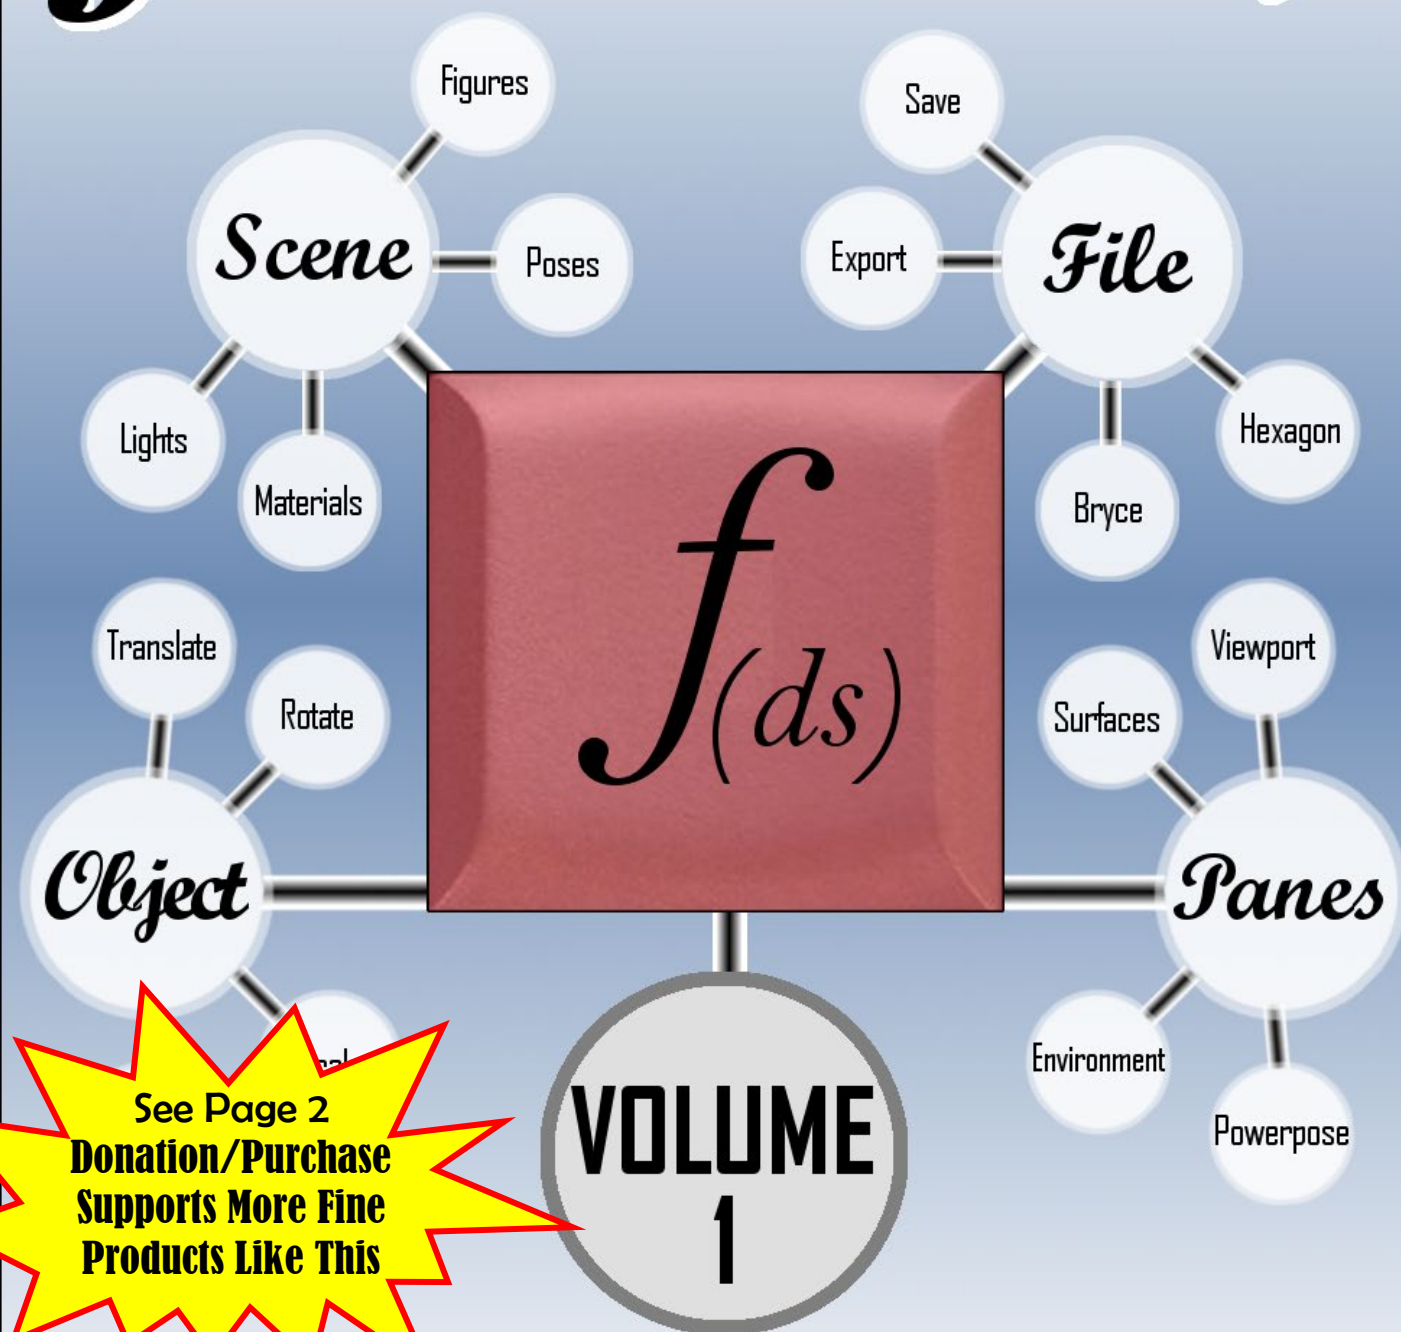 Figures
Save
Scene
Poses
Export
File
Lights
Materials
Hexagon
Bryce
f(ds)
Translate
Rotate
Viewport
Surfaces
Object
Panes
Environment
Powerpose
VOLUME
1
See Page 2
Donation/Purchase
Supports More Fine
Products Like This